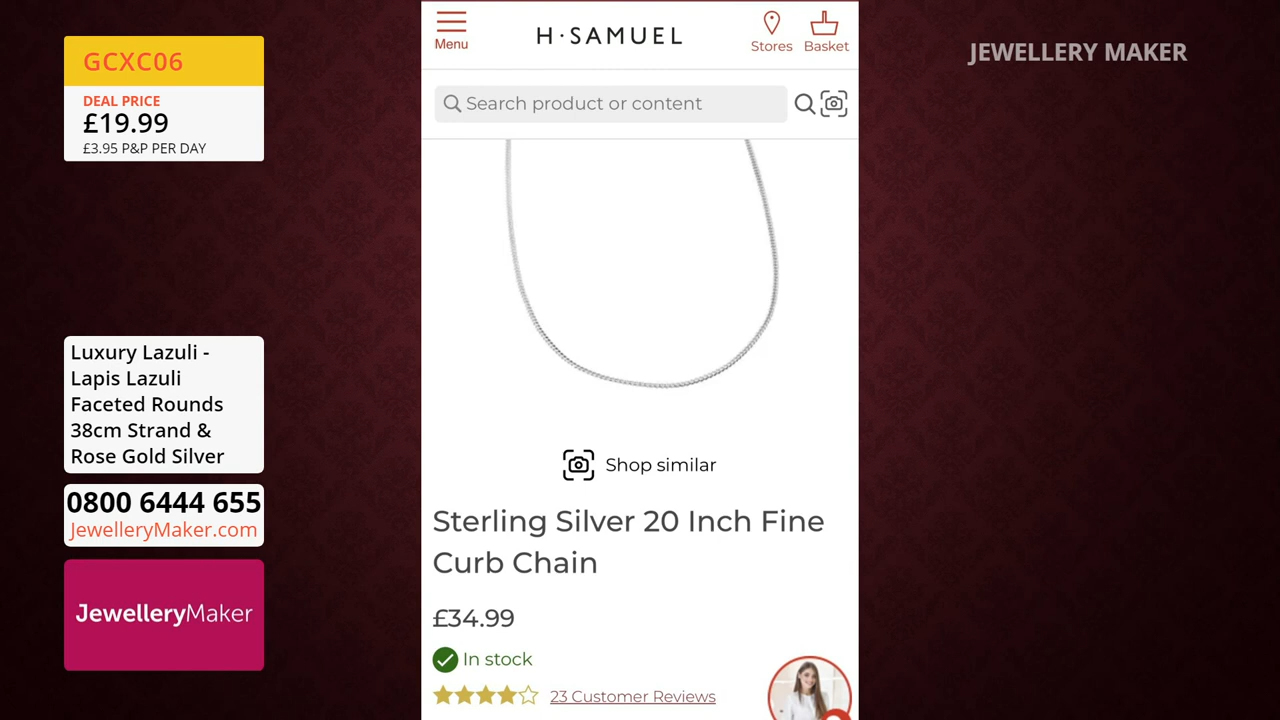 GCXC06
DEAL PRICE
£19.99
£3.95 P&P PER DAY
Luxury Lazuli -
Lapis Lazuli
Faceted Rounds
38cm Strand &
Rose Gold Silver
0800 6444 655
JewelleryMaker.com
JewelleryMaker
Menu
H·SAMUEL
Stores
Basket
Search product or content
Shop similar
Sterling Silver 20 Inch Fine
Curb Chain
£34.99
In stock
23 Customer Reviews
JEWELLERY MAKER